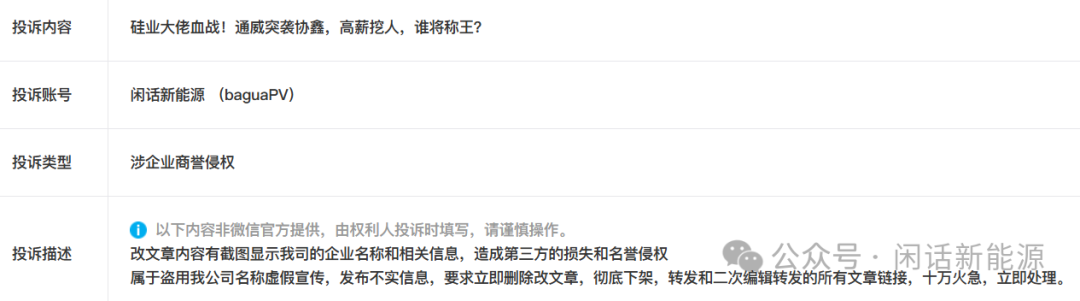 投诉内容 硅业大佬血战！通威突袭协鑫，高薪挖人，谁将称王？
投诉账号 闲话新能源 （baguaPV）
投诉类型 涉企业商誉侵权
以下内容非微信官方提供，由权利人投诉时填写，请谨慎操作。
投诉描述 改文章内容有截图显示我司的企业名称和相关信息，造成第三方的损失和名誉侵权
属于盗用我公司名称虚假宣传，发布不实信息，要求立即删除改文章，彻底下架，转发和二次编辑转发的所有文章链接，十万火急，立即处理。
公众号 · 闲话新能源